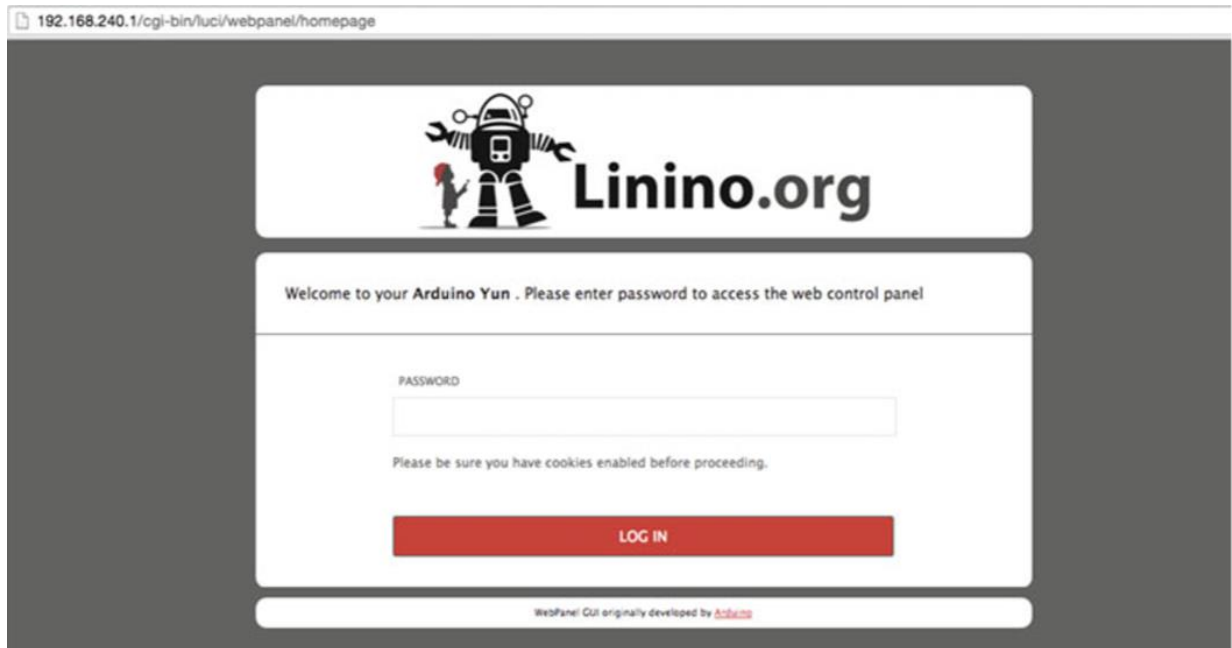 192.168.240.1/cgi-bin/luci/webpanel/homepage
Linino.org
Welcome to your Arduino Yun . Please enter password to access the web control panel
PASSWORD
Please be sure you have cookies enabled before proceeding.
LOG IN
WebPanel GUI originally developed by Arduino